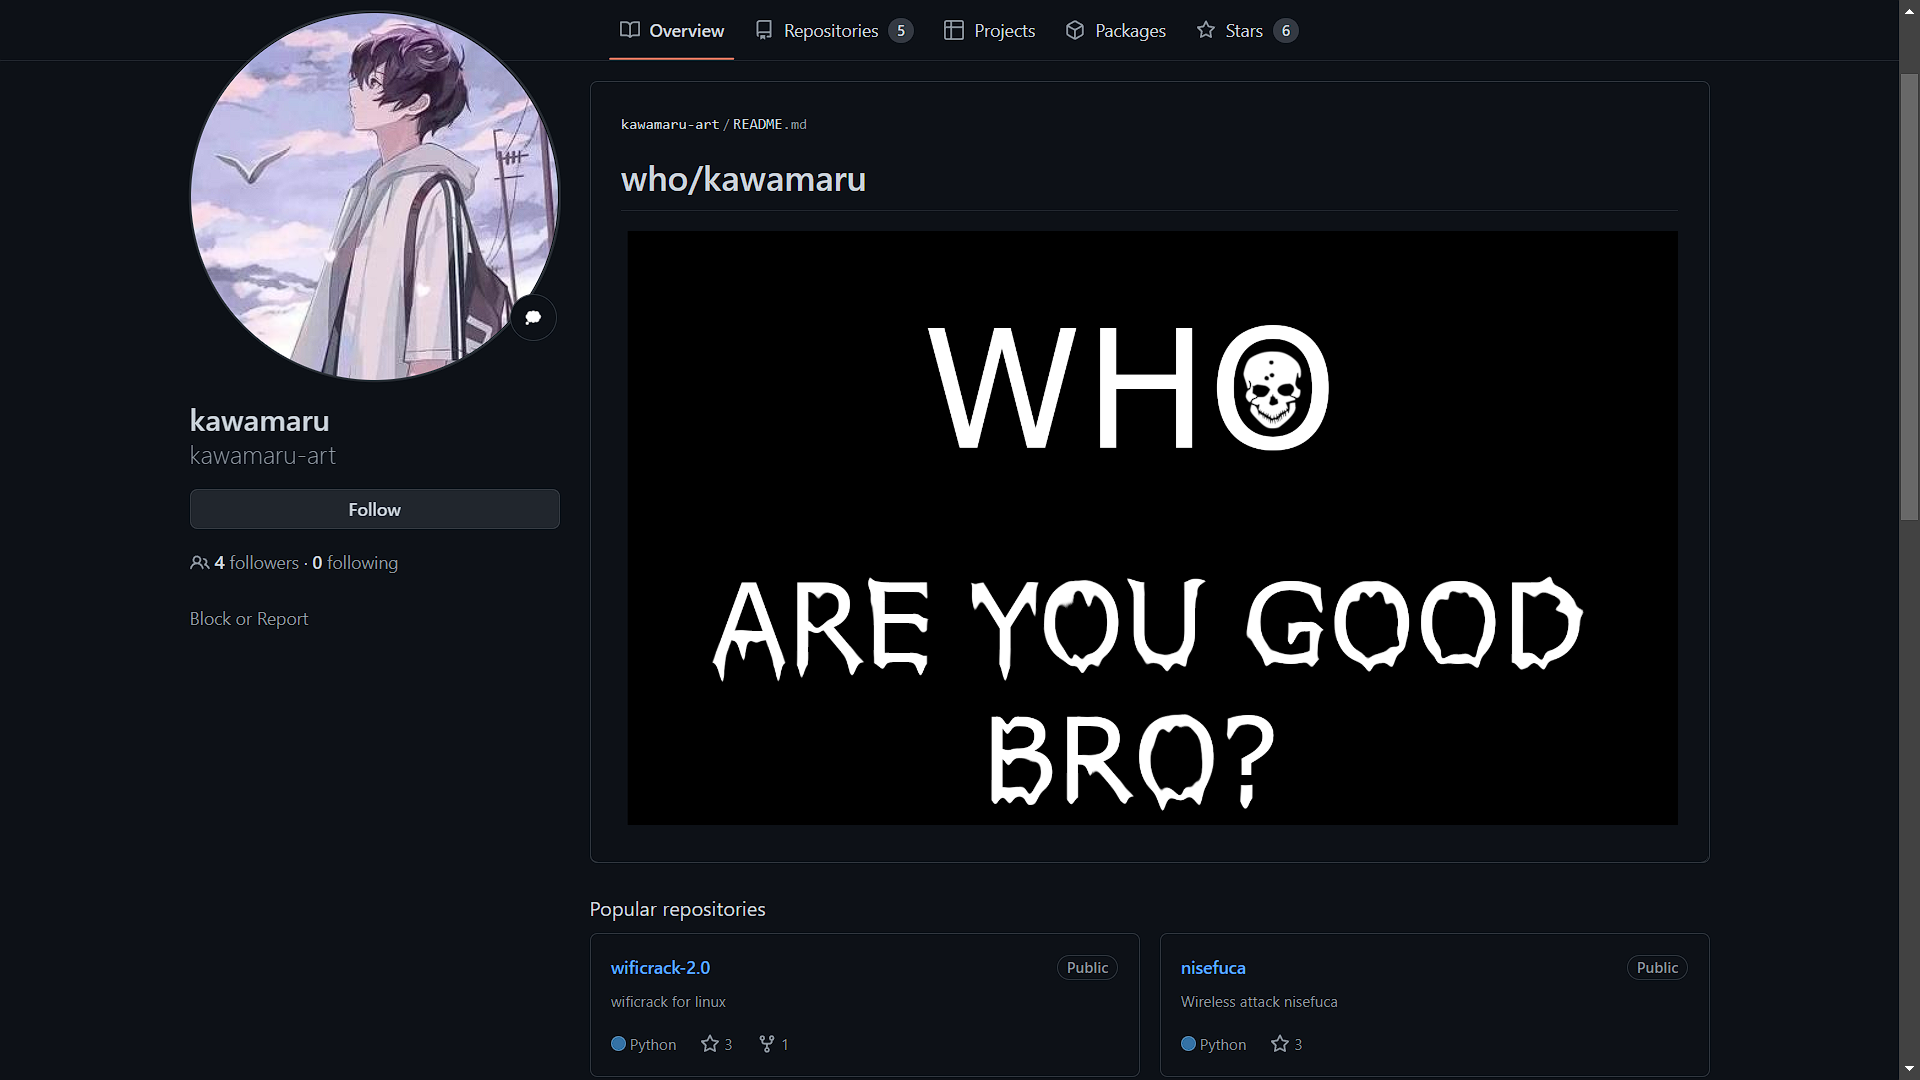 Overview
Repositories 5
Projects
Packages
Stars 6
kawamaru
kawamaru-art
Follow
4 followers · 0 following
Block or Report
kawamaru-art / README.md
who/kawamaru
WHO
ARE YOU GOOD
BRO?
Popular repositories
wificrack-2.0
Public
wificrack for linux
Python
3
1
nisefuca
Public
Wireless attack nisefuca
Python
3